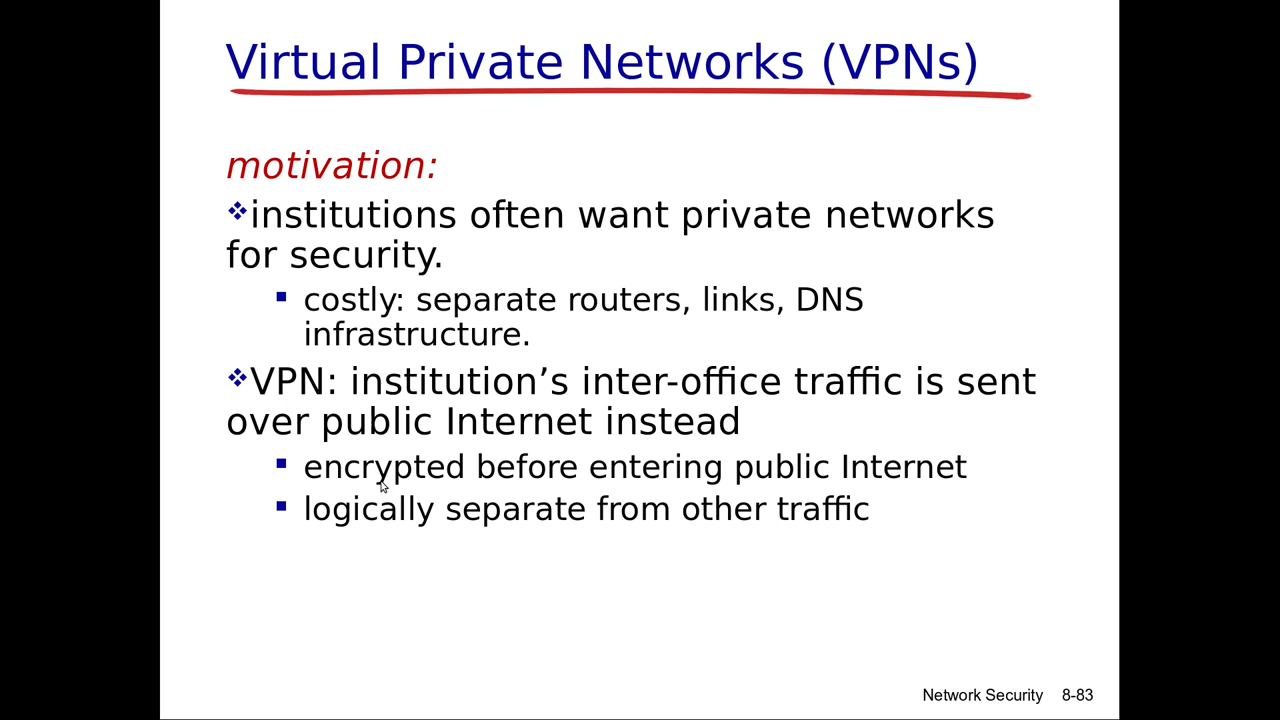 Virtual Private Networks (VPNs)
motivation:
❖institutions often want private networks
for security.
▪ costly: separate routers, links, DNS
infrastructure.
❖VPN: institution’s inter-office traffic is sent
over public Internet instead
▪ encrypted before entering public Internet
▪ logically separate from other traffic
Network Security 8-83